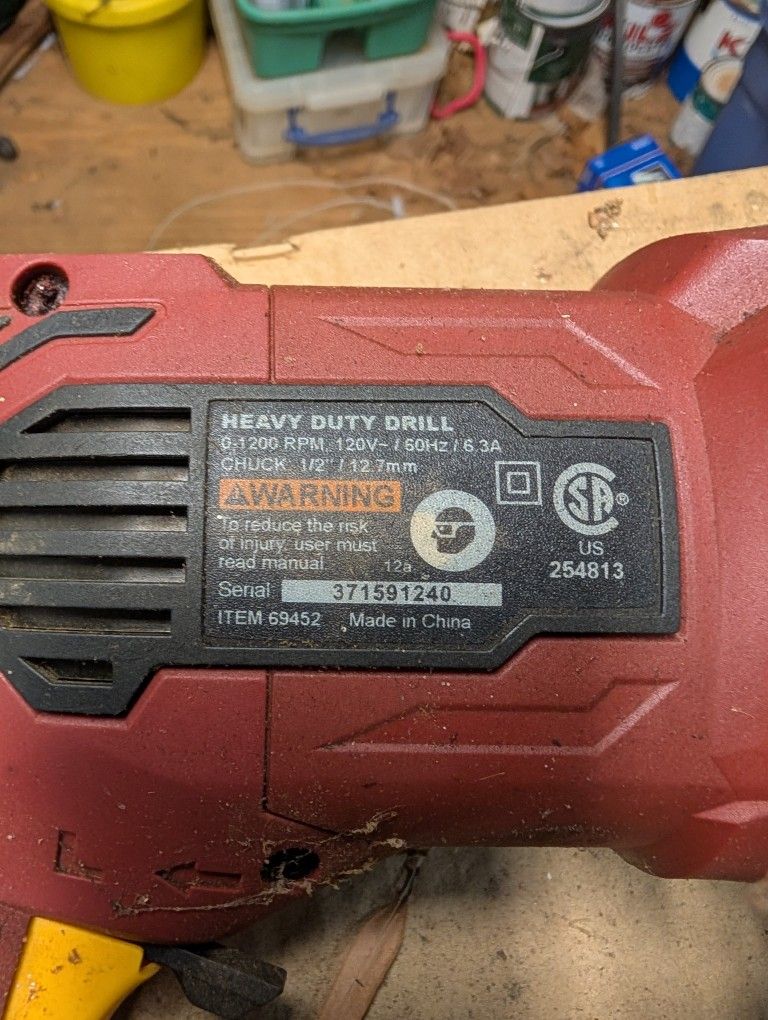 HEAVY DUTY DRILL
0-1200 RPM, 120V~ / 60Hz / 6.3A
CHUCK 1/2" / 12.7mm
WARNING
To reduce the risk
of injury, user must
read manual.
12a
Serial 371591240
ITEM 69452 Made in China
SA ®
US
254813
L
K